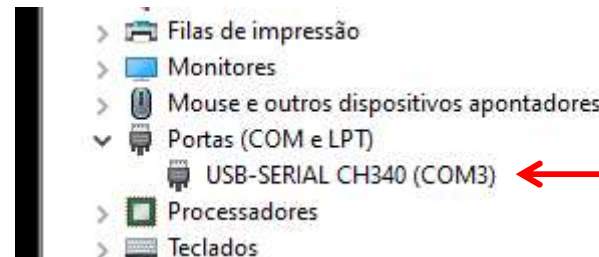 Filas de impressão
Monitores
Mouse e outros dispositivos apontadores
Portas (COM e LPT)
USB-SERIAL CH340 (COM3)
Processadores
Teclados